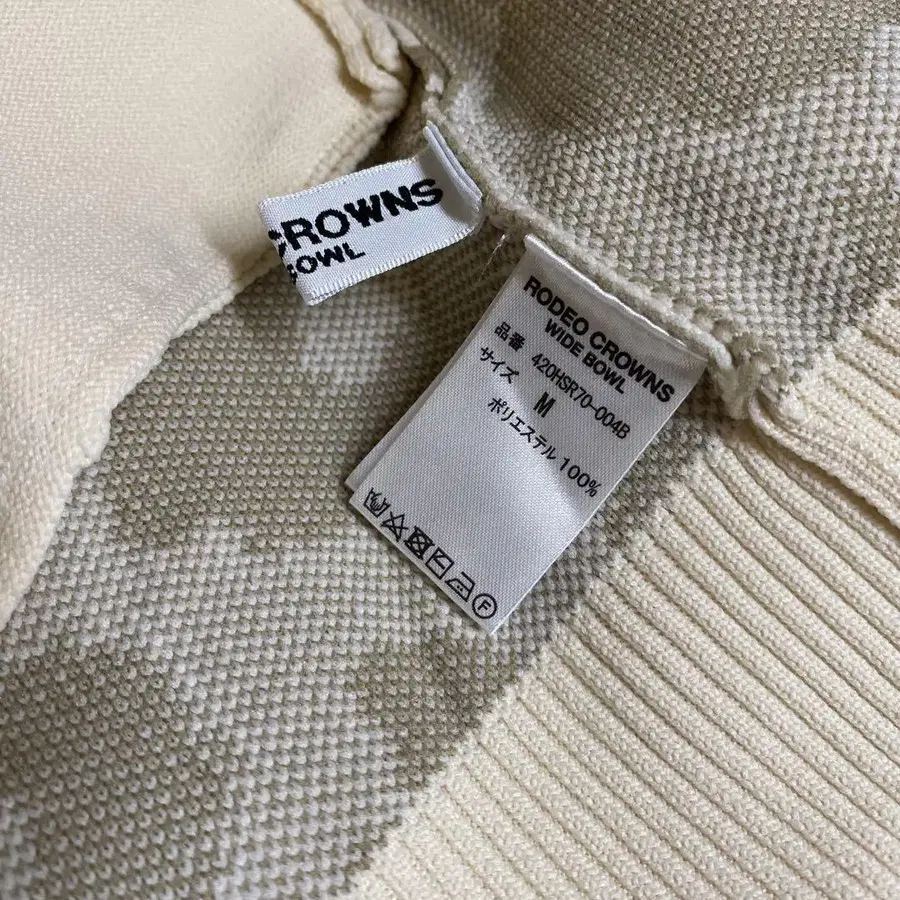 CROWNS
BOWL
RODEO CROWNS
WIDE BOWL
品番 420HSR70-004B
サイズ M
ポリエステル 100%
F